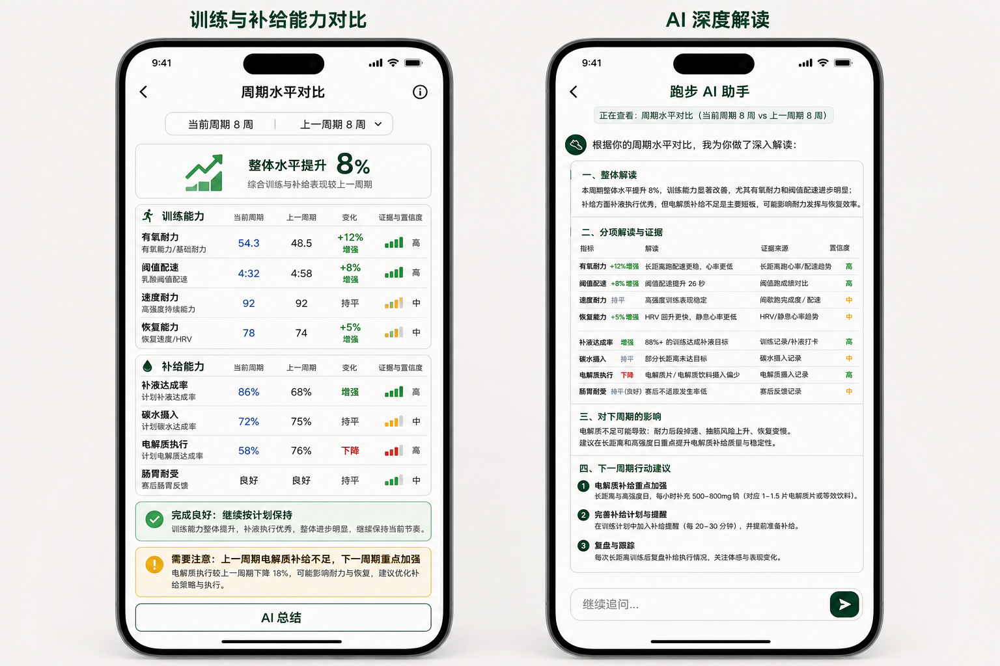 训练与补给能力对比
9:41
周期水平对比
当前周期 8 周 | 上一周期 8 周
整体水平提升 8%
综合训练与补给表现较上一周期
训练能力 当前周期 上一周期 变化 证据与置信度
有氧耐力
有氧能力/基础耐力
54.3 48.5 +12% 增强 高
阈值配速
乳酸阈值配速
4:32 4:58 +8% 增强 高
速度耐力
高强度持续能力
92 92 持平 中
恢复能力
恢复速度/HRV
78 74 +5% 增强 中
补给能力 当前周期 上一周期 变化 证据与置信度
补液达成率
计划补液达成率
86% 68% 增强 高
碳水摄入
计划碳水达成率
72% 75% 持平 中
电解质执行
计划电解质达成率
58% 76% 下降 高
肠胃耐受
赛后肠胃反馈
良好 良好 持平 中
完成良好：继续按计划保持
训练能力整体提升，补液执行优秀，整体进步明显，继续保持当前节奏。
需要注意：上一周期电解质补给不足，下一周期重点加强
电解质执行较上一周期下降 18%，可能影响耐力与恢复，建议优化补
给策略与执行。
AI 总结
AI 深度解读
9:41
跑步 AI 助手
正在查看：周期水平对比（当前周期 8 周 vs 上一周期 8 周）
根据你的周期水平对比，我为你做了深入解读：
一、整体解读
本周期整体水平提升 8%，训练能力显著改善，尤其有氧耐力和阈值配速进步明显；
补给方面补液执行优秀，但电解质补给不足是主要短板，可能影响耐力发挥与恢复效率。
二、分项解读与证据
指标 解读 证据来源 置信度
有氧耐力 +12%增强 长距离跑配速更稳，心率更低 长距离跑心率/配速趋势 高
阈值配速 +8%增强 阈值配速提升 26 秒 阈值跑成绩对比 高
速度耐力 持平 高强度训练表现稳定 间歇跑完成度/ 配速 中
恢复能力 +5%增强 HRV 回升更快，静息心率更低 HRV/静息心率趋势 中
补液达成率 增强 88%+ 的训练达成补液目标 训练记录/补液打卡 高
碳水摄入 持平 部分长距离未达目标 碳水摄入记录 中
电解质执行 下降 电解质片/ 电解质饮料摄入偏少 电解质摄入记录 高
肠胃耐受 持平(良好) 赛后不适发生率低 赛后反馈记录 中
三、对下周期的影响
电解质不足可能导致：耐力后段掉速、抽筋风险上升、恢复变慢。
建议在长距离和高强度日重点提升电解质补给质量与稳定性。
四、下一周期行动建议
1 电解质补给重点加强
长距离与高强度日，每小时补充 500–800mg 钠（对应 1–1.5 片电解质片或等效饮料）。
2 完善补给计划与提醒
在训练计划中加入补给提醒（每 20–30 分钟），并提前准备补给。
3 复盘与跟踪
每次长距离训练后复盘补给执行情况，关注体感与表现变化。
继续追问...